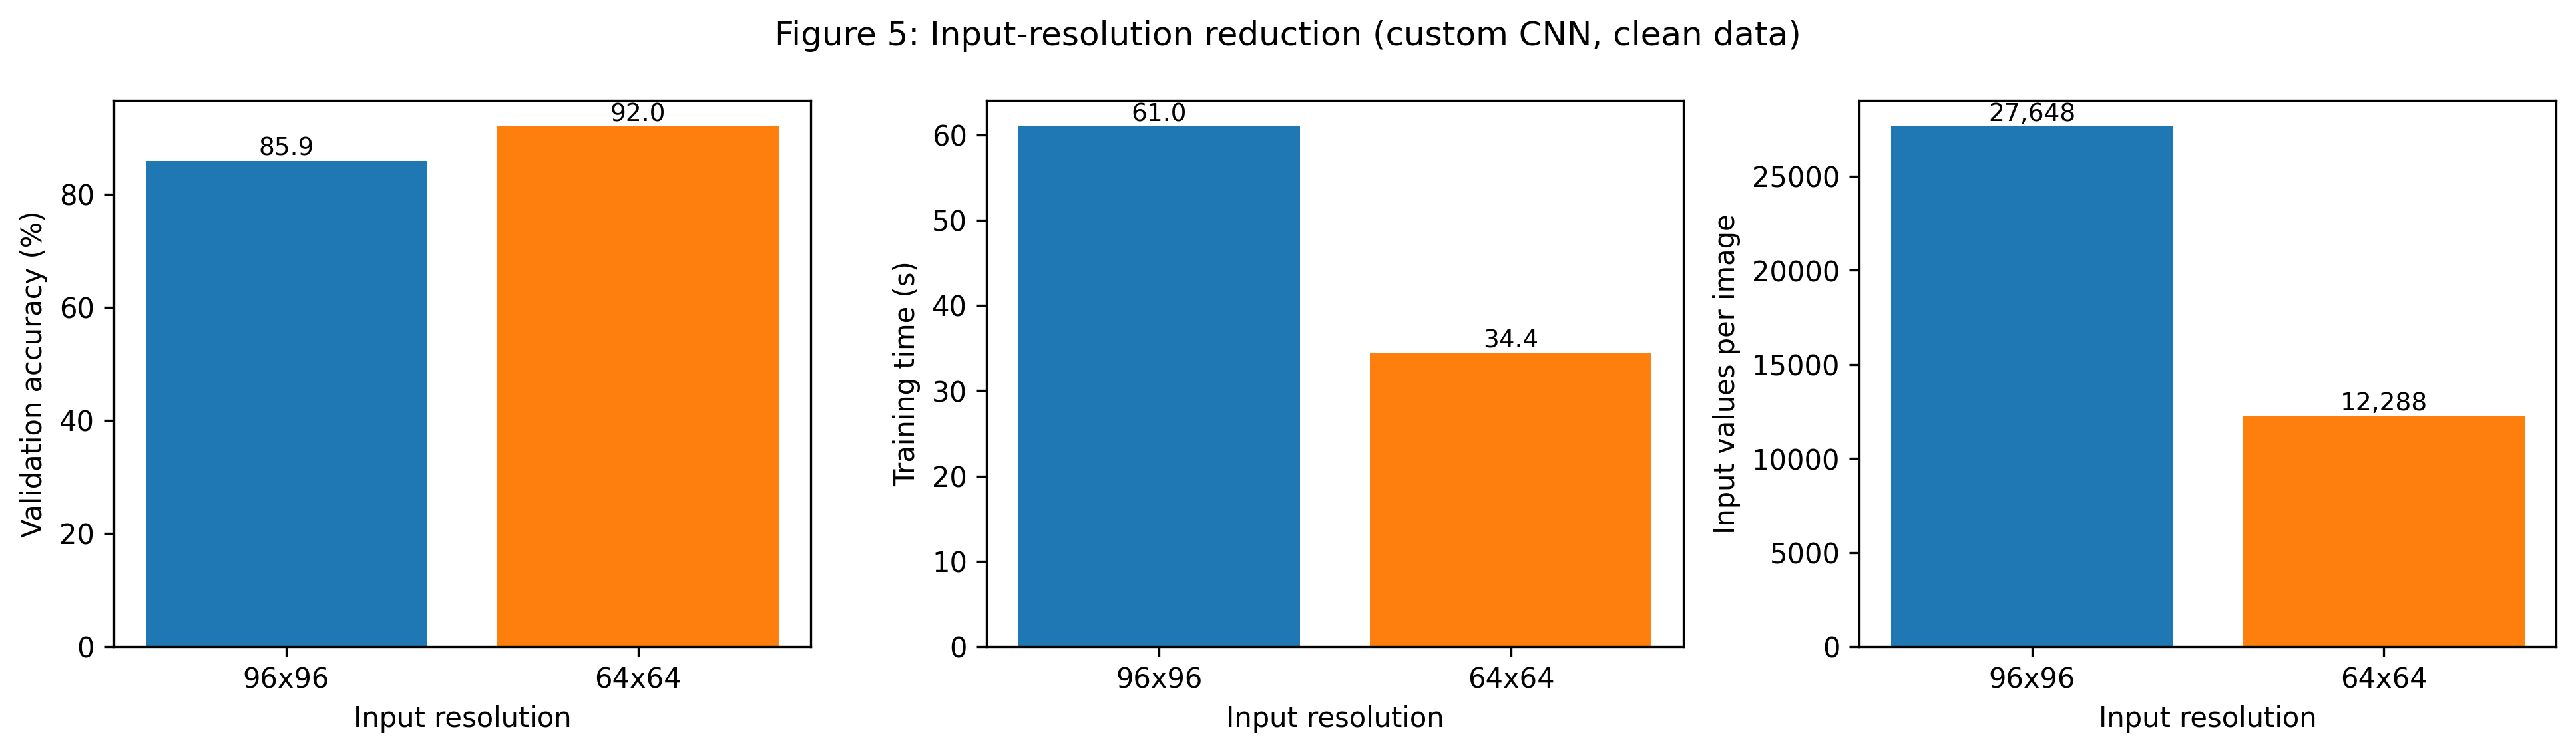 Figure 5: Input-resolution reduction (custom CNN, clean data)
Validation accuracy (%)
80
60
40
20
0
85.9
92.0
96x96
64x64
Input resolution
Training time (s)
60
50
40
30
20
10
0
61.0
34.4
96x96
64x64
Input resolution
Input values per image
25000
20000
15000
10000
5000
0
27,648
12,288
96x96
64x64
Input resolution